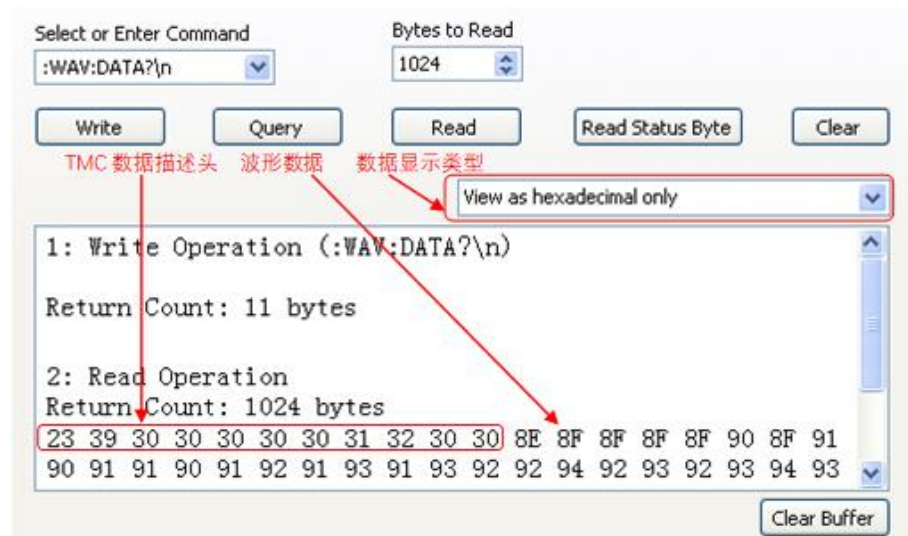 Select or Enter Command Bytes to Read
:WAV:DATA?\n 1024
Write Query Read Read Status Byte Clear
TMC 数据描述头 波形数据 数据显示类型
View as hexadecimal only
1: Write Operation (:WAV:DATA?\n)
Return Count: 11 bytes
2: Read Operation
Return Count: 1024 bytes
23 39 30 30 30 30 30 31 32 30 30 8E 8F 8F 8F 8F 90 8F 91
90 91 91 90 91 92 91 93 91 93 92 92 94 92 93 92 93 94 93
Clear Buffer